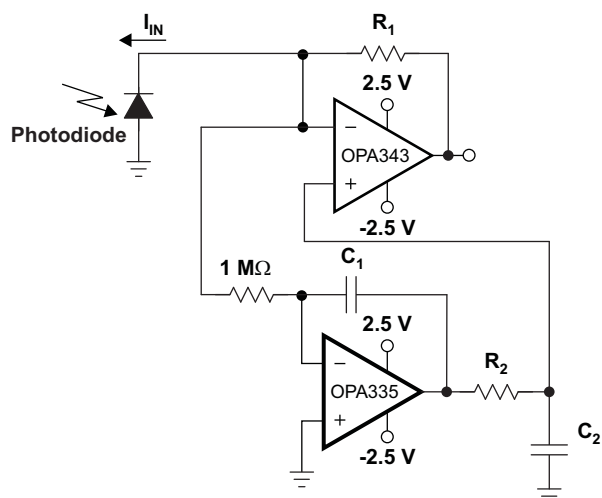 I_IN
R_1
Photodiode
2.5 V
−
OPA343
+
-2.5 V
1 MΩ
C_1
2.5 V
−
OPA335
+
-2.5 V
R_2
C_2